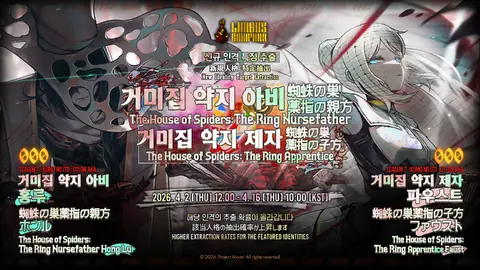 LIMBUS COMPANY
신규 인격 특정 추출
新規人格 特定抽出
New Identity Target Extraction
거미집 약지 아비
蜘蛛の巣
薬指の親方
The House of Spiders: The Ring Nursefather
거미집 약지 제자
蜘蛛の巣
薬指の子方
The House of Spiders: The Ring Apprentice
2026. 4. 2 (THU) 12:00 - 4. 16 (THU) 10:00 (KST)
해당 인격의 추출 확률이 올라갑니다
該当人格の抽出確率が上昇します
HIGHER EXTRACTION RATES FOR THE FEATURED IDENTITIES
000
거미집 약지 아비
홍루
蜘蛛の巣薬指の親方
ホンル
The House of Spiders:
The Ring Nursefather Hong Lu
000
거미집 약지 제자
파우스트
蜘蛛の巣薬指の子方
ファウスト
The House of Spiders:
The Ring Apprentice Faust
© 2024. Project Moon. All rights reserved.